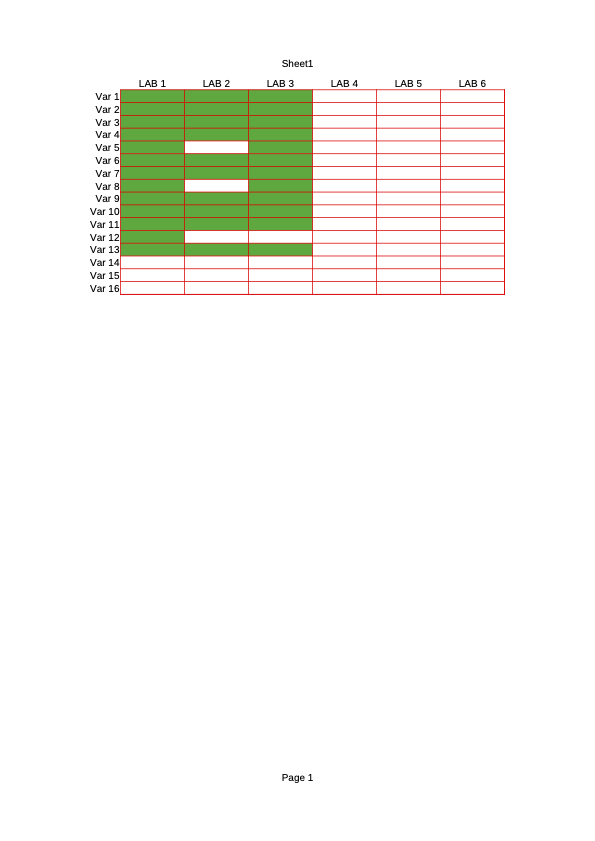 Sheet1
LAB 1 LAB 2 LAB 3 LAB 4 LAB 5 LAB 6
Var 1
Var 2
Var 3
Var 4
Var 5
Var 6
Var 7
Var 8
Var 9
Var 10
Var 11
Var 12
Var 13
Var 14
Var 15
Var 16
Page 1